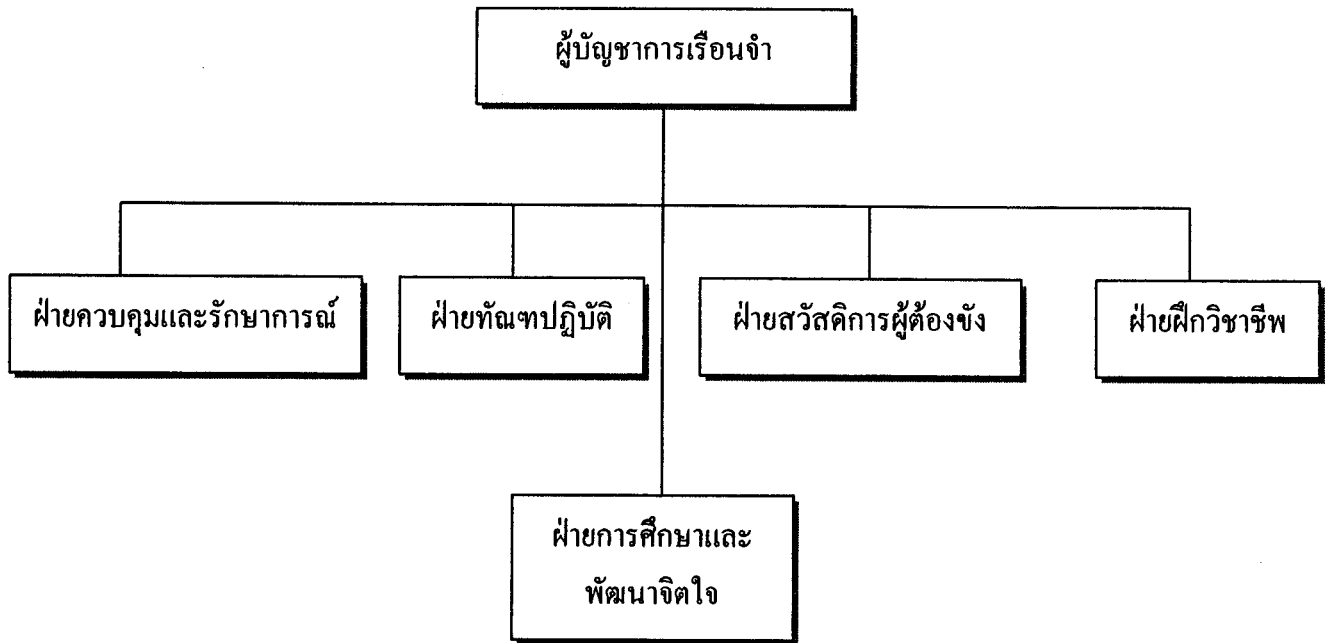 ผู้บัญชาการเรือนจำ
ฝ่ายควบคุมและรักษาการณ์
ฝ่ายทัณฑปฏิบัติ
ฝ่ายสวัสดิการผู้ต้องขัง
ฝ่ายฝึกวิชาชีพ
ฝ่ายการศึกษาและ
พัฒนาจิตใจ